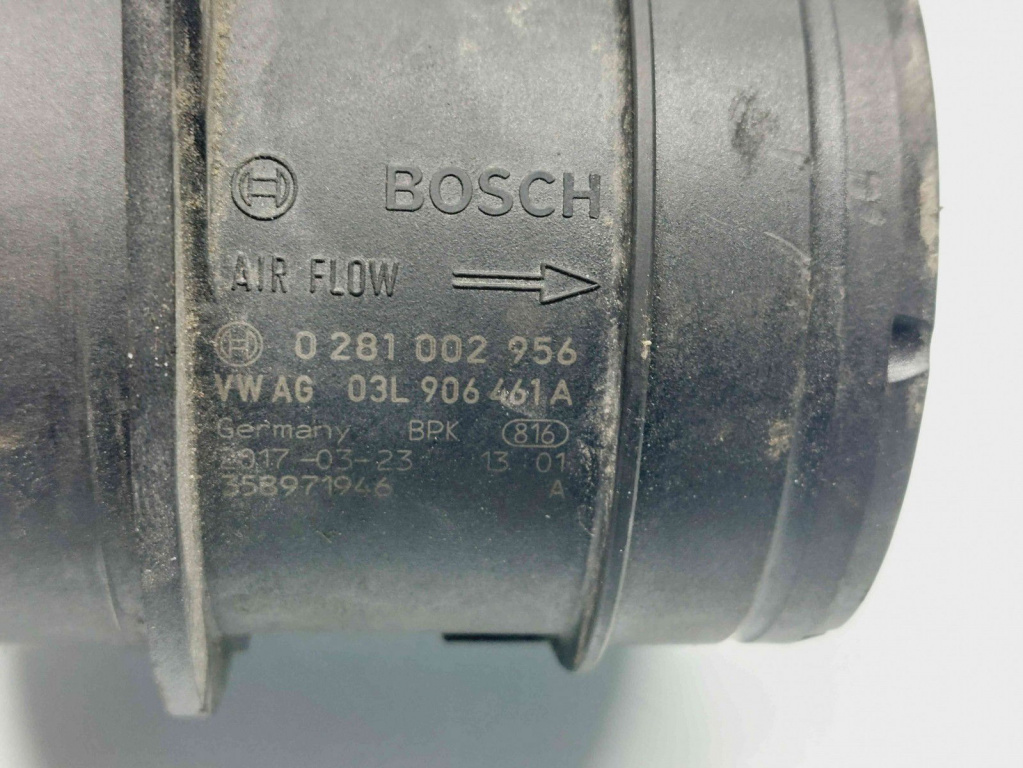 BOSCH
AIR FLOW
0 281 002 956
VW AG 03L 906 461 A
Germany BPK 816
2017-03-23 13 01
358971946 A